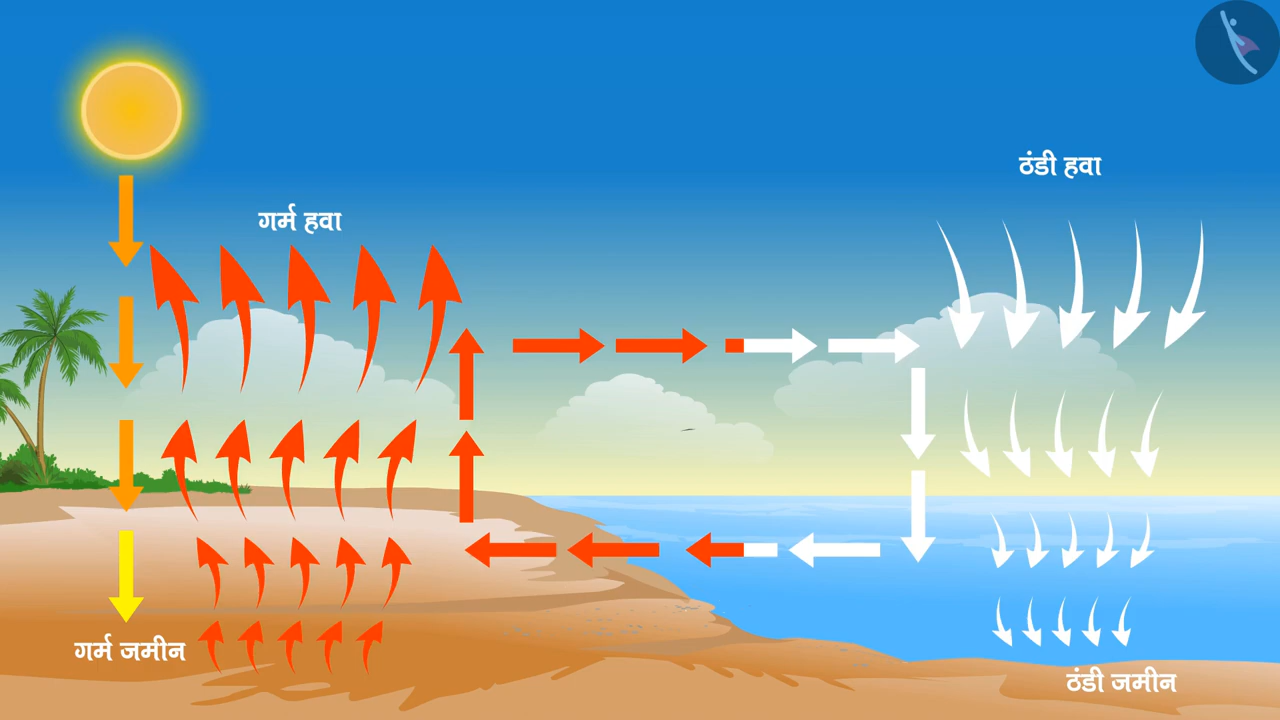 ठंडी हवा
गर्म हवा
गर्म जमीन
ठंडी जमीन